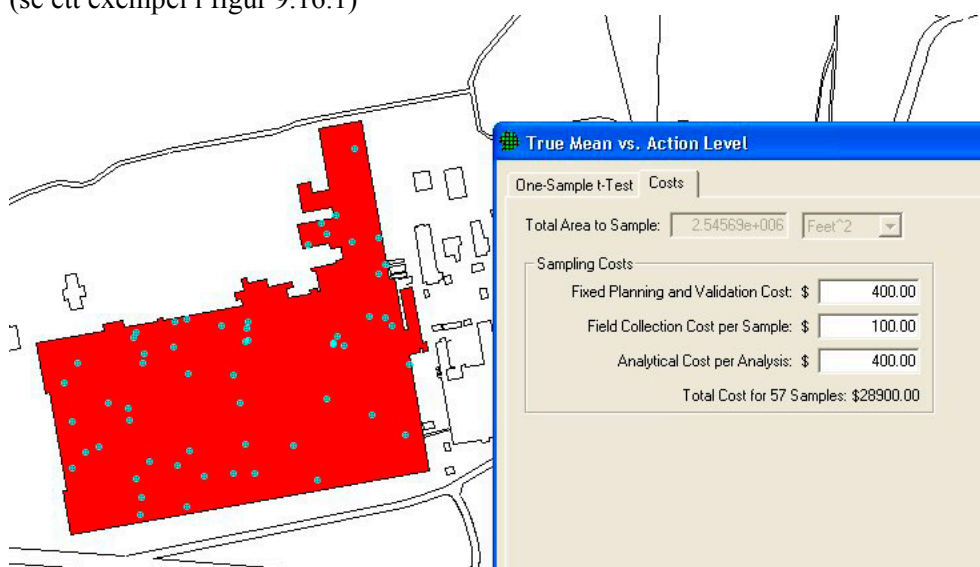 (se ett exempel i figur 9.16.1)
True Mean vs. Action Level
One-Sample t-Test Costs
Total Area to Sample: 2.54569e+006 Feet^2
Sampling Costs
Fixed Planning and Validation Cost: $ 400.00
Field Collection Cost per Sample: $ 100.00
Analytical Cost per Analysis: $ 400.00
Total Cost for 57 Samples: $28900.00